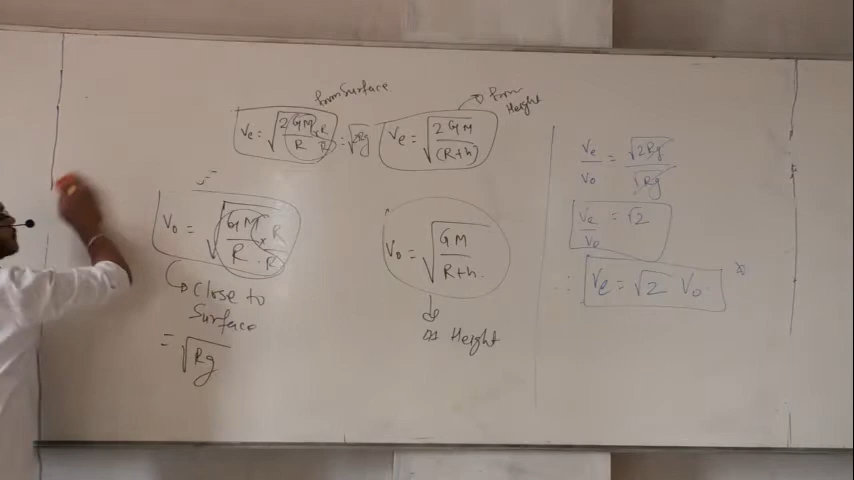 from surface
Ve = √(2GM/R × R/R) = √2Rg
from Height
Ve = √(2GM/(R+h))
Vo = √(GM/R × R/R)
Close to
Surface
= √Rg
Vo = √(GM/R+h)
Height
Ve/Vo = √2Rg/√Rg
Ve/Vo = √2
∴ Ve = √2 Vo